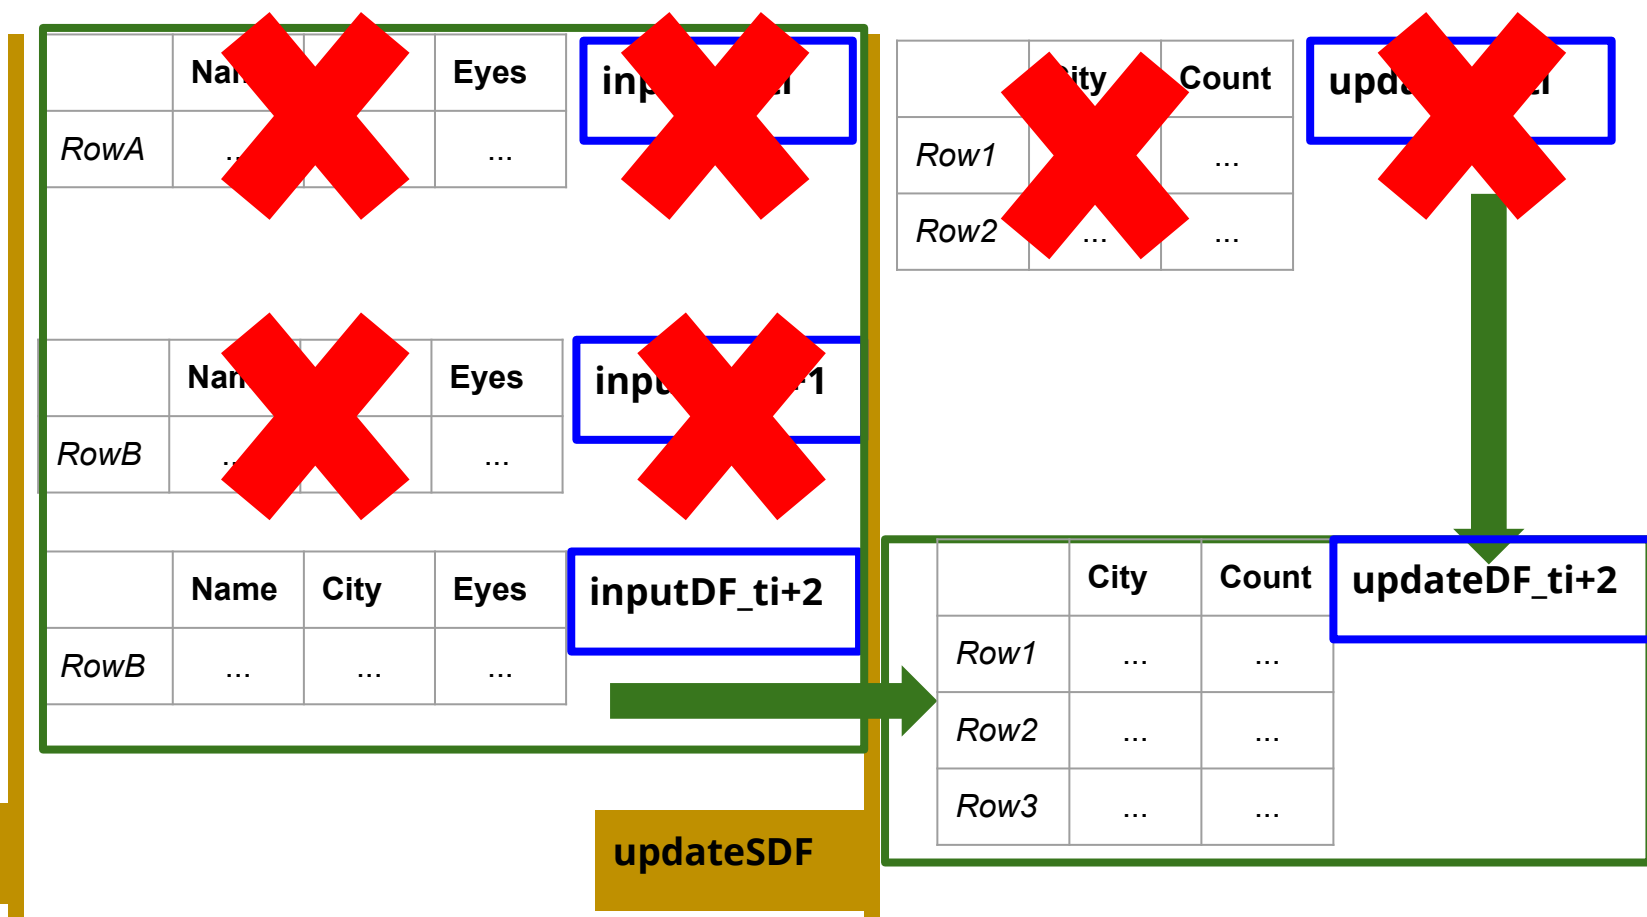 Eyes
RowA ...
Count
Row1 ...
Row2 ... ...
Eyes
RowB ...
Name City Eyes inputDF_ti+2
RowB ... ... ...
City Count updateDF_ti+2
Row1 ... ...
Row2 ... ...
Row3 ... ...
updateSDF